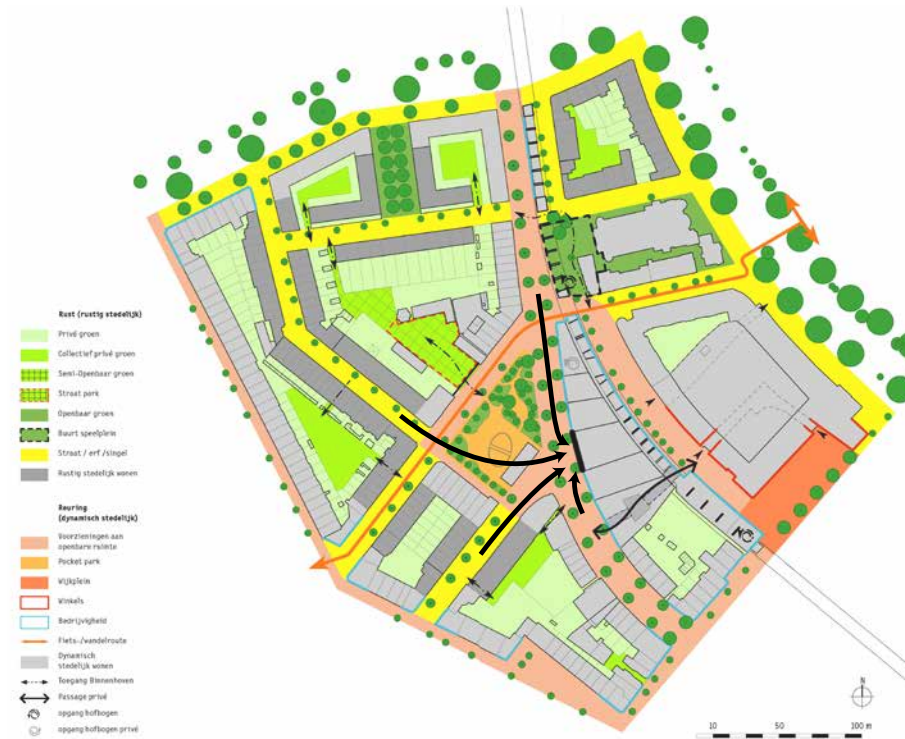 Rust (rustig stedelijk)
Privé groen
Collectief privé groen
Semi-Openbaar groen
Straat park
Openbaar groen
Buurt speelplein
Straat / erf /singel
Rustig stedelijk wonen
Reuring
(dynamisch stedelijk)
Voorzieningen aan
openbare ruimte
Pocket park
Wijkplein
Winkels
Bedrijvigheid
Fiets-/wandelroute
Dynamisch
stedelijk wonen
Toegang Binnenhoven
Passage privé
opgang hofbogen
opgang hofbogen privé
N
10 50 100 m